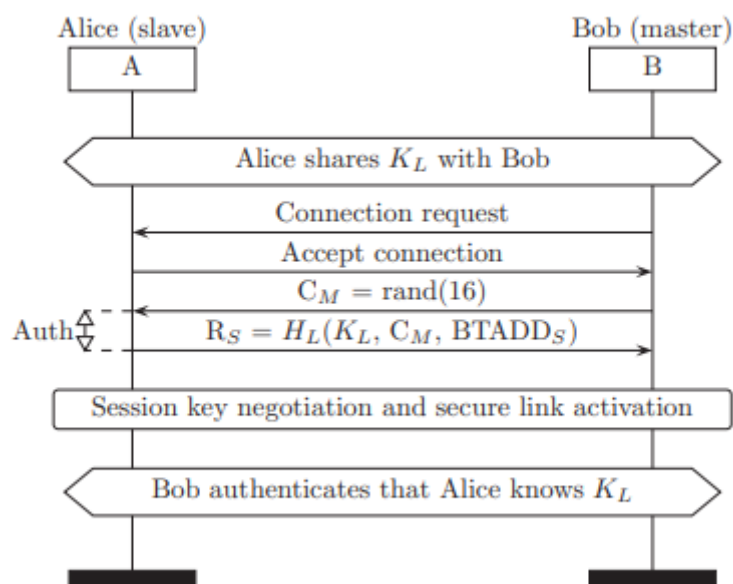 Alice (slave)
Bob (master)
A
B
Alice shares K_L with Bob
Connection request
Accept connection
C_M = rand(16)
Auth
R_S = H_L(K_L, C_M, BTADD_S)
Session key negotiation and secure link activation
Bob authenticates that Alice knows K_L